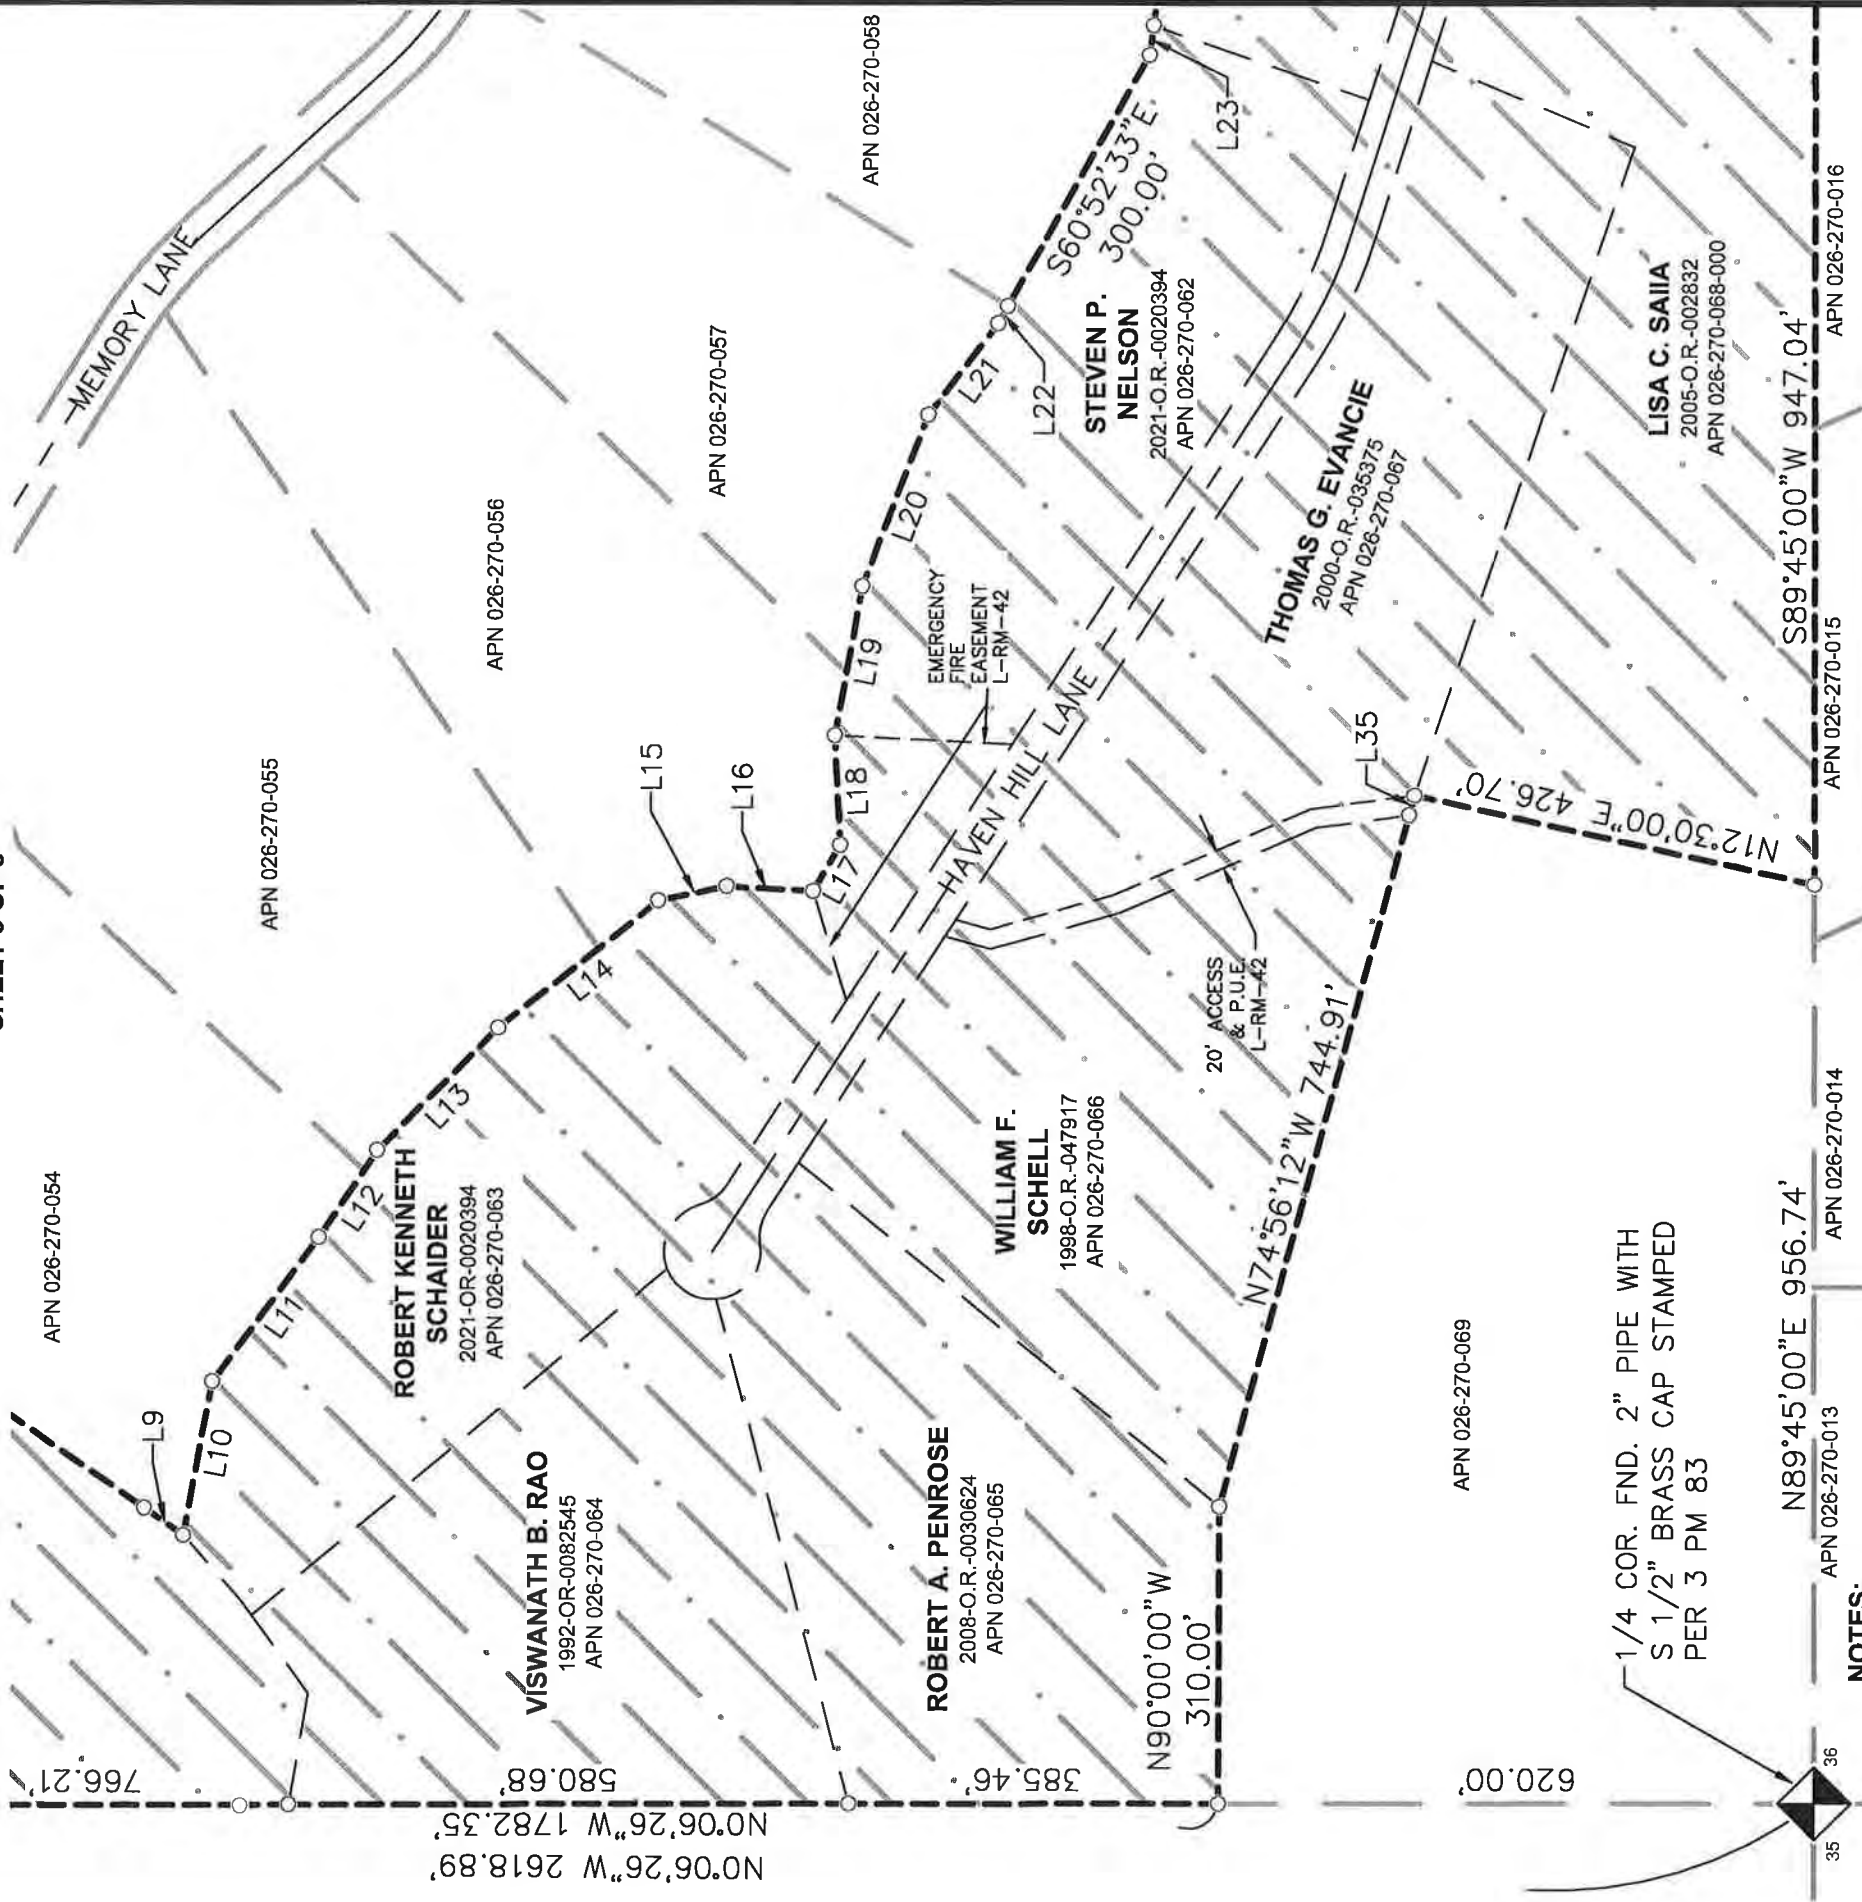 MEMORY LANE
APN 026-270-054
APN 026-270-055
APN 026-270-056
APN 026-270-057
APN 026-270-058
L9
L10
L11
L12
L13
L14
L15
L16
L17
L18
L19
L20
L21
L22
S60°52'33"E
300.00'
L23
ROBERT KENNETH
SCHAIDER
2021-OR-0020394
APN 026-270-063
VISWANATH B. RAO
1992-OR-0082545
APN 026-270-064
ROBERT A. PENROSE
2008-O.R.-0030624
APN 026-270-065
WILLIAM F.
SCHELL
1998-O.R.-047917
APN 026-270-066
EMERGENCY
FIRE
EASEMENT
L-RM-42
HAVEN HILL LANE
STEVEN P.
NELSON
2021-O.R.-0020394
APN 026-270-062
THOMAS G. EVANCIE
2000-O.R.-035375
APN 026-270-067
LISA C. SAIIA
2005-O.R.-002832
APN 026-270-068-000
20' ACCESS
& P.U.E.
L-RM-42
L35
766.21'
580.68'
385.46'
N0°06'26"W 1782.35'
N0°06'26"W 2618.89'
N90°00'00"W
310.00'
N74°56'12"W 744.91'
N12°30'00"E 426.70'
S89°45'00"W 947.04'
620.00'
APN 026-270-069
1/4 COR. FND. 2" PIPE WITH
S 1/2" BRASS CAP STAMPED
PER 3 PM 83
N89°45'00"E 956.74'
35
36
APN 026-270-013
APN 026-270-014
APN 026-270-015
APN 026-270-016
NOTES: